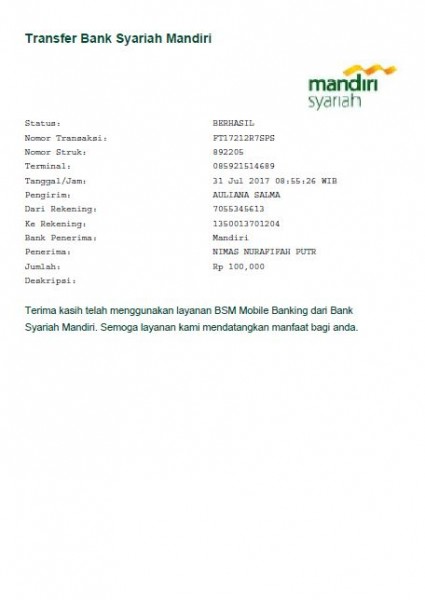 Transfer Bank Syariah Mandiri
mandiri
syariah
Status: BERHASIL
Nomor Transaksi: FT17212R7SPS
Nomor Struk: 892205
Terminal: 085921514689
Tanggal/Jam: 31 Jul 2017 08:55:26 WIB
Pengirim: AULIANA SALMA
Dari Rekening: 7055345613
Ke Rekening: 1350013701204
Bank Penerima: Mandiri
Penerima: NIMAS NURAFIFAH PUTR
Jumlah: Rp 100,000
Deskripsi:
Terima kasih telah menggunakan layanan BSM Mobile Banking dari Bank
Syariah Mandiri. Semoga layanan kami mendatangkan manfaat bagi anda.